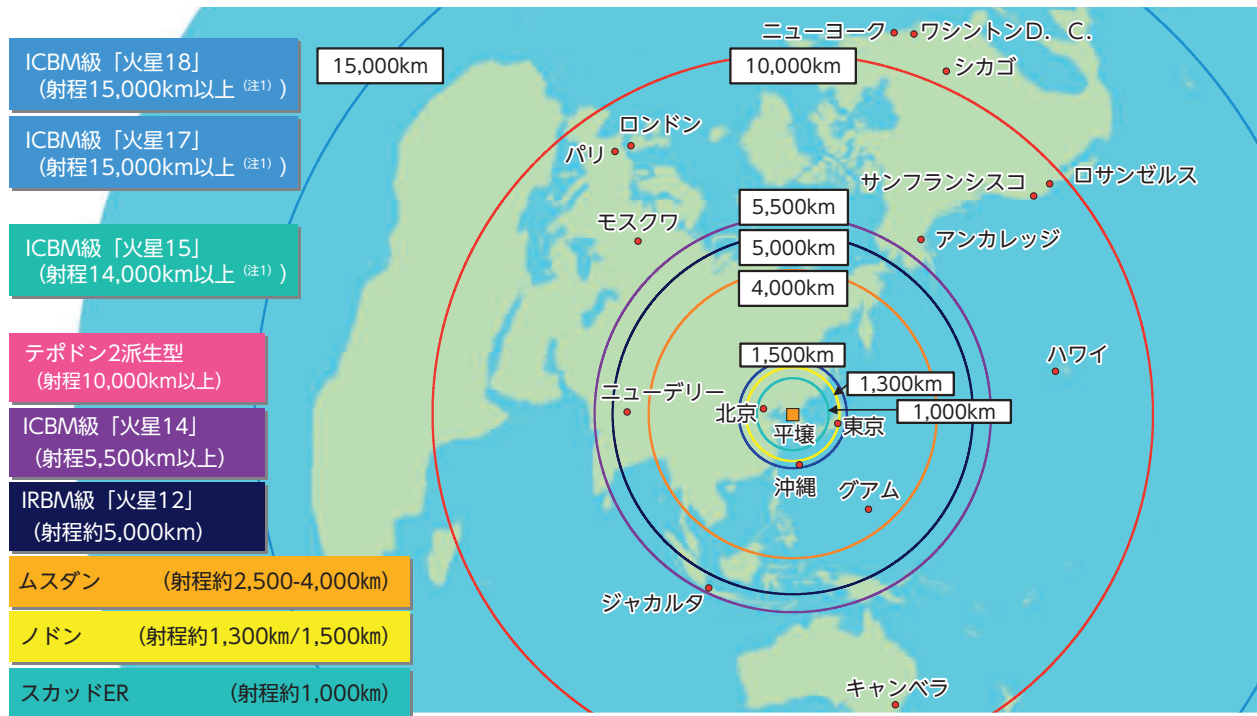 ICBM級「火星18」
（射程15,000km以上（注1））
ICBM級「火星17」
（射程15,000km以上（注1））
ICBM級「火星15」
（射程14,000km以上（注1））
テポドン2派生型
（射程10,000km以上）
ICBM級「火星14」
（射程5,500km以上）
IRBM級「火星12」
（射程約5,000km）
ムスダン （射程約2,500-4,000㎞）
ノドン （射程約1,300㎞/1,500㎞）
スカッドER （射程約1,000㎞）
15,000km
10,000km
ニューヨーク
ワシントンD．C．
シカゴ
ロンドン
パリ
サンフランシスコ
ロサンゼルス
モスクワ
5,500km
アンカレッジ
5,000km
4,000km
1,500km
ハワイ
1,300km
ニューデリー
北京
1,000km
平壌
東京
沖縄
グアム
ジャカルタ
キャンベラ